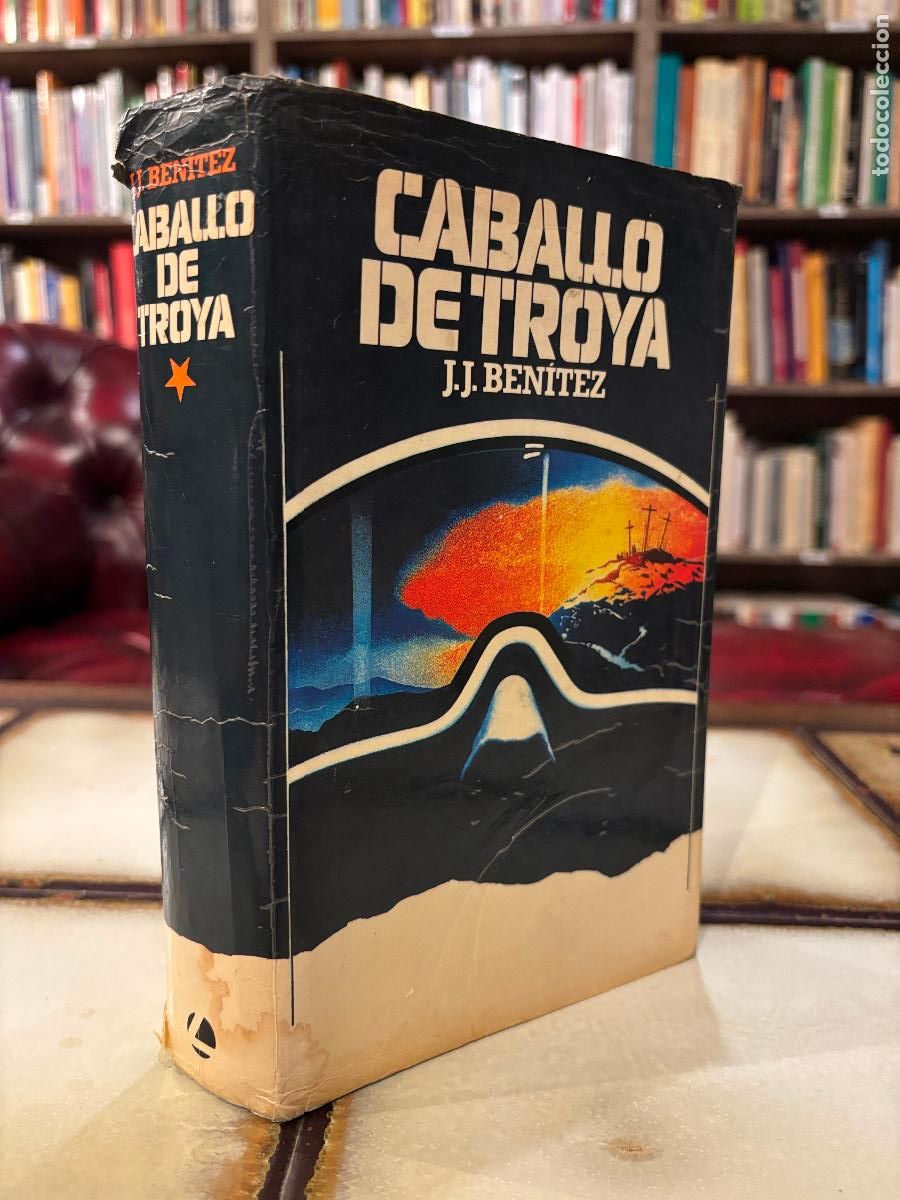 J.J. BENÍTEZ
CABALLO
DE
TROYA
CABALLO
DE TROYA
J.J. BENÍTEZ
todocoleccion